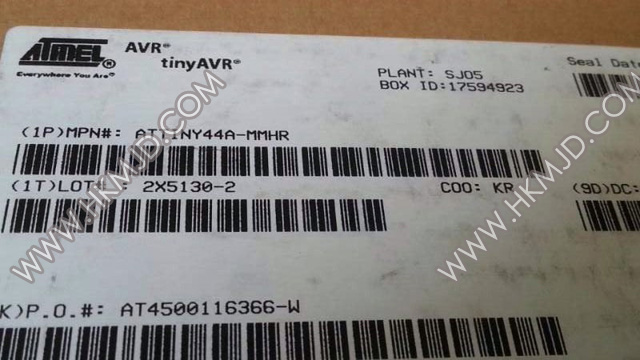 ATMEL®
Everywhere You Are®
AVR®
tinyAVR®
PLANT: SJ05
BOX ID:17594923
Seal Date
(1P)MPN#: ATTINY44A-MMHR
(1T)LOT# : 2X5130-2
COO: KR
(9D)DC:
K)P.O.#: AT4500116366-W
WWW.HKMJD.COM
WWW.HKMJD.COM